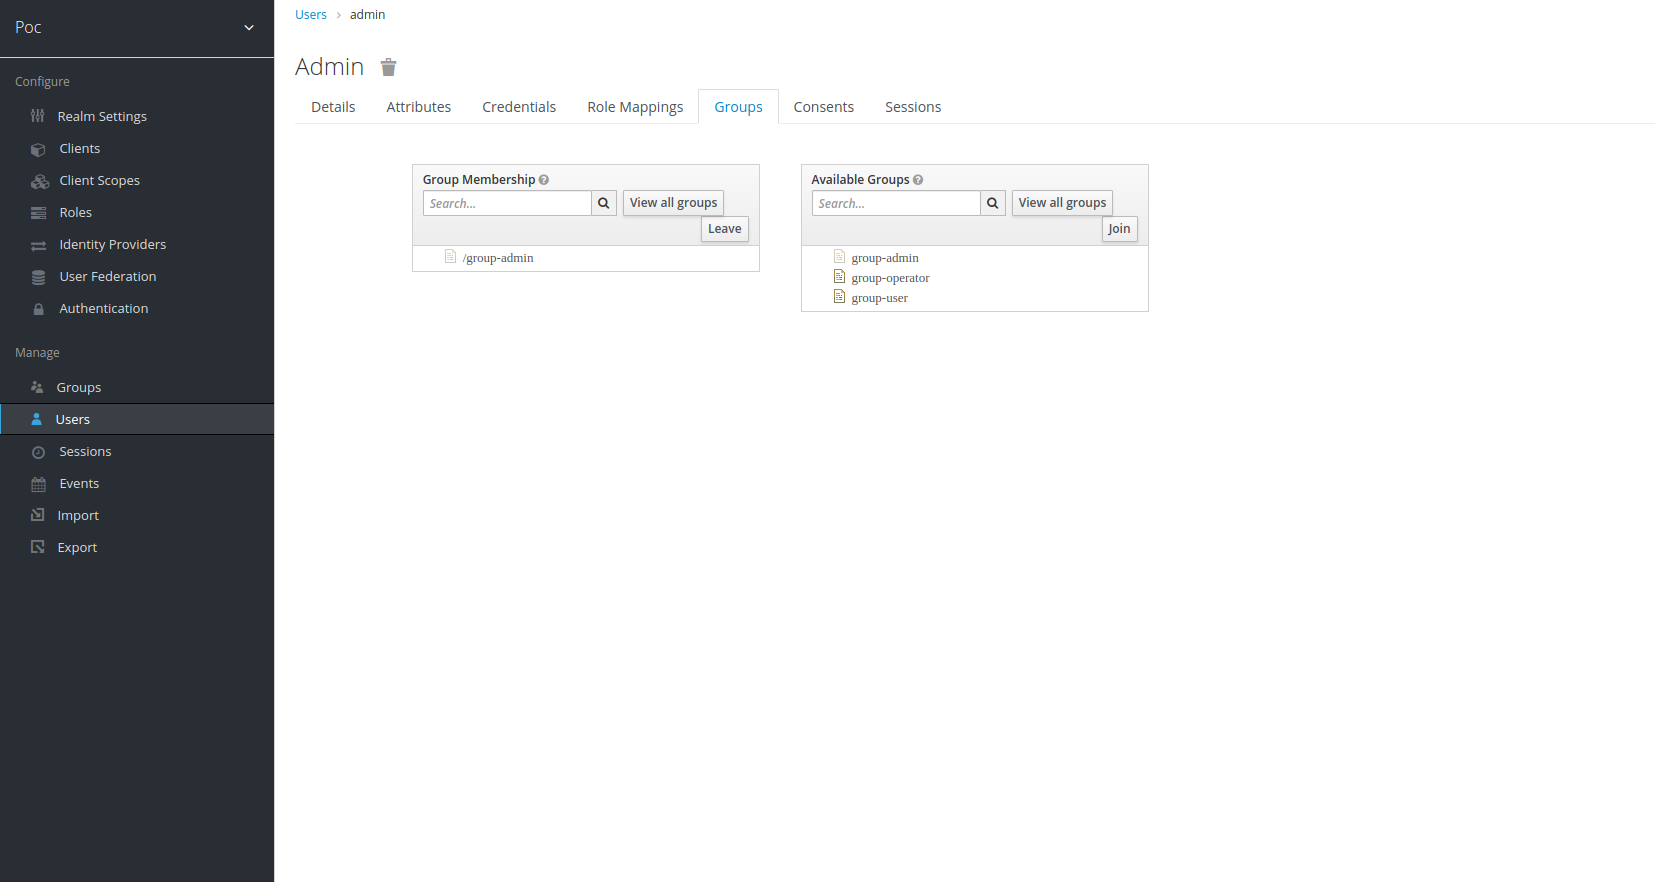 Poc
Configure
Realm Settings
Clients
Client Scopes
Roles
Identity Providers
User Federation
Authentication
Manage
Groups
Users
Sessions
Events
Import
Export
Users › admin
Admin
Details Attributes Credentials Role Mappings Groups Consents Sessions
Group Membership ?
Search... View all groups
Leave
/group-admin
Available Groups ?
Search... View all groups
Join
group-admin
group-operator
group-user